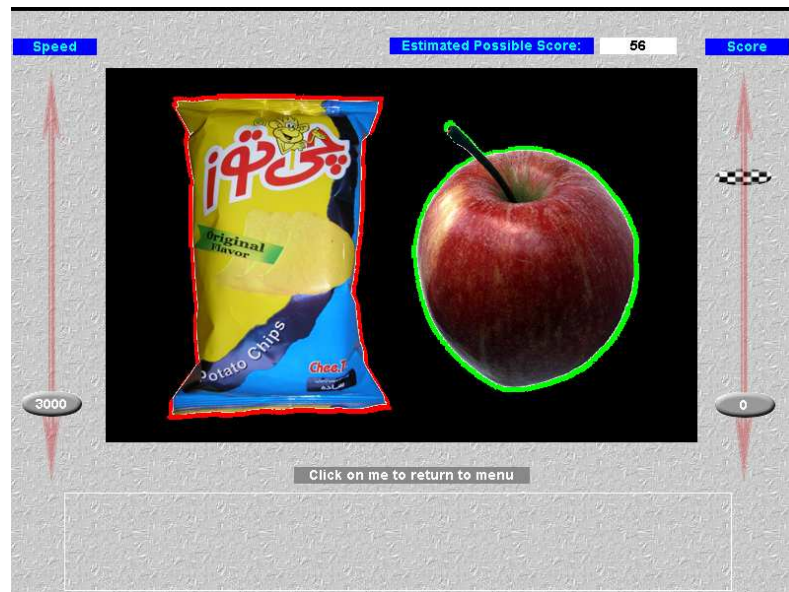 Speed
Estimated Possible Score:
56
Score
چی توز
Original
Flavor
Potato Chips
Chee.T
3000
0
Click on me to return to menu